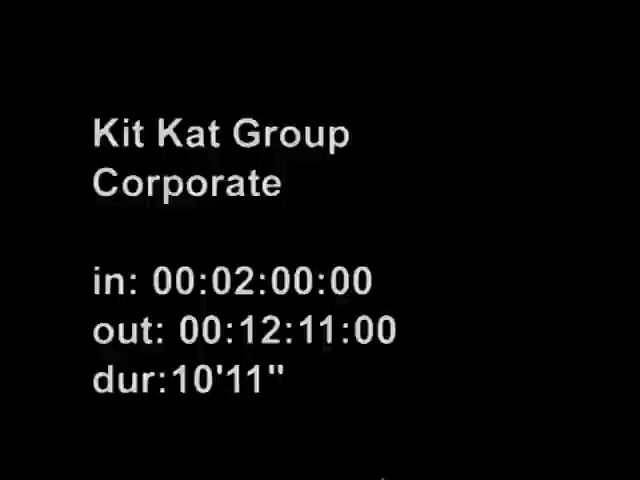 Kit Kat Group
Corporate
in: 00:02:00:00
out: 00:12:11:00
dur:10'11"